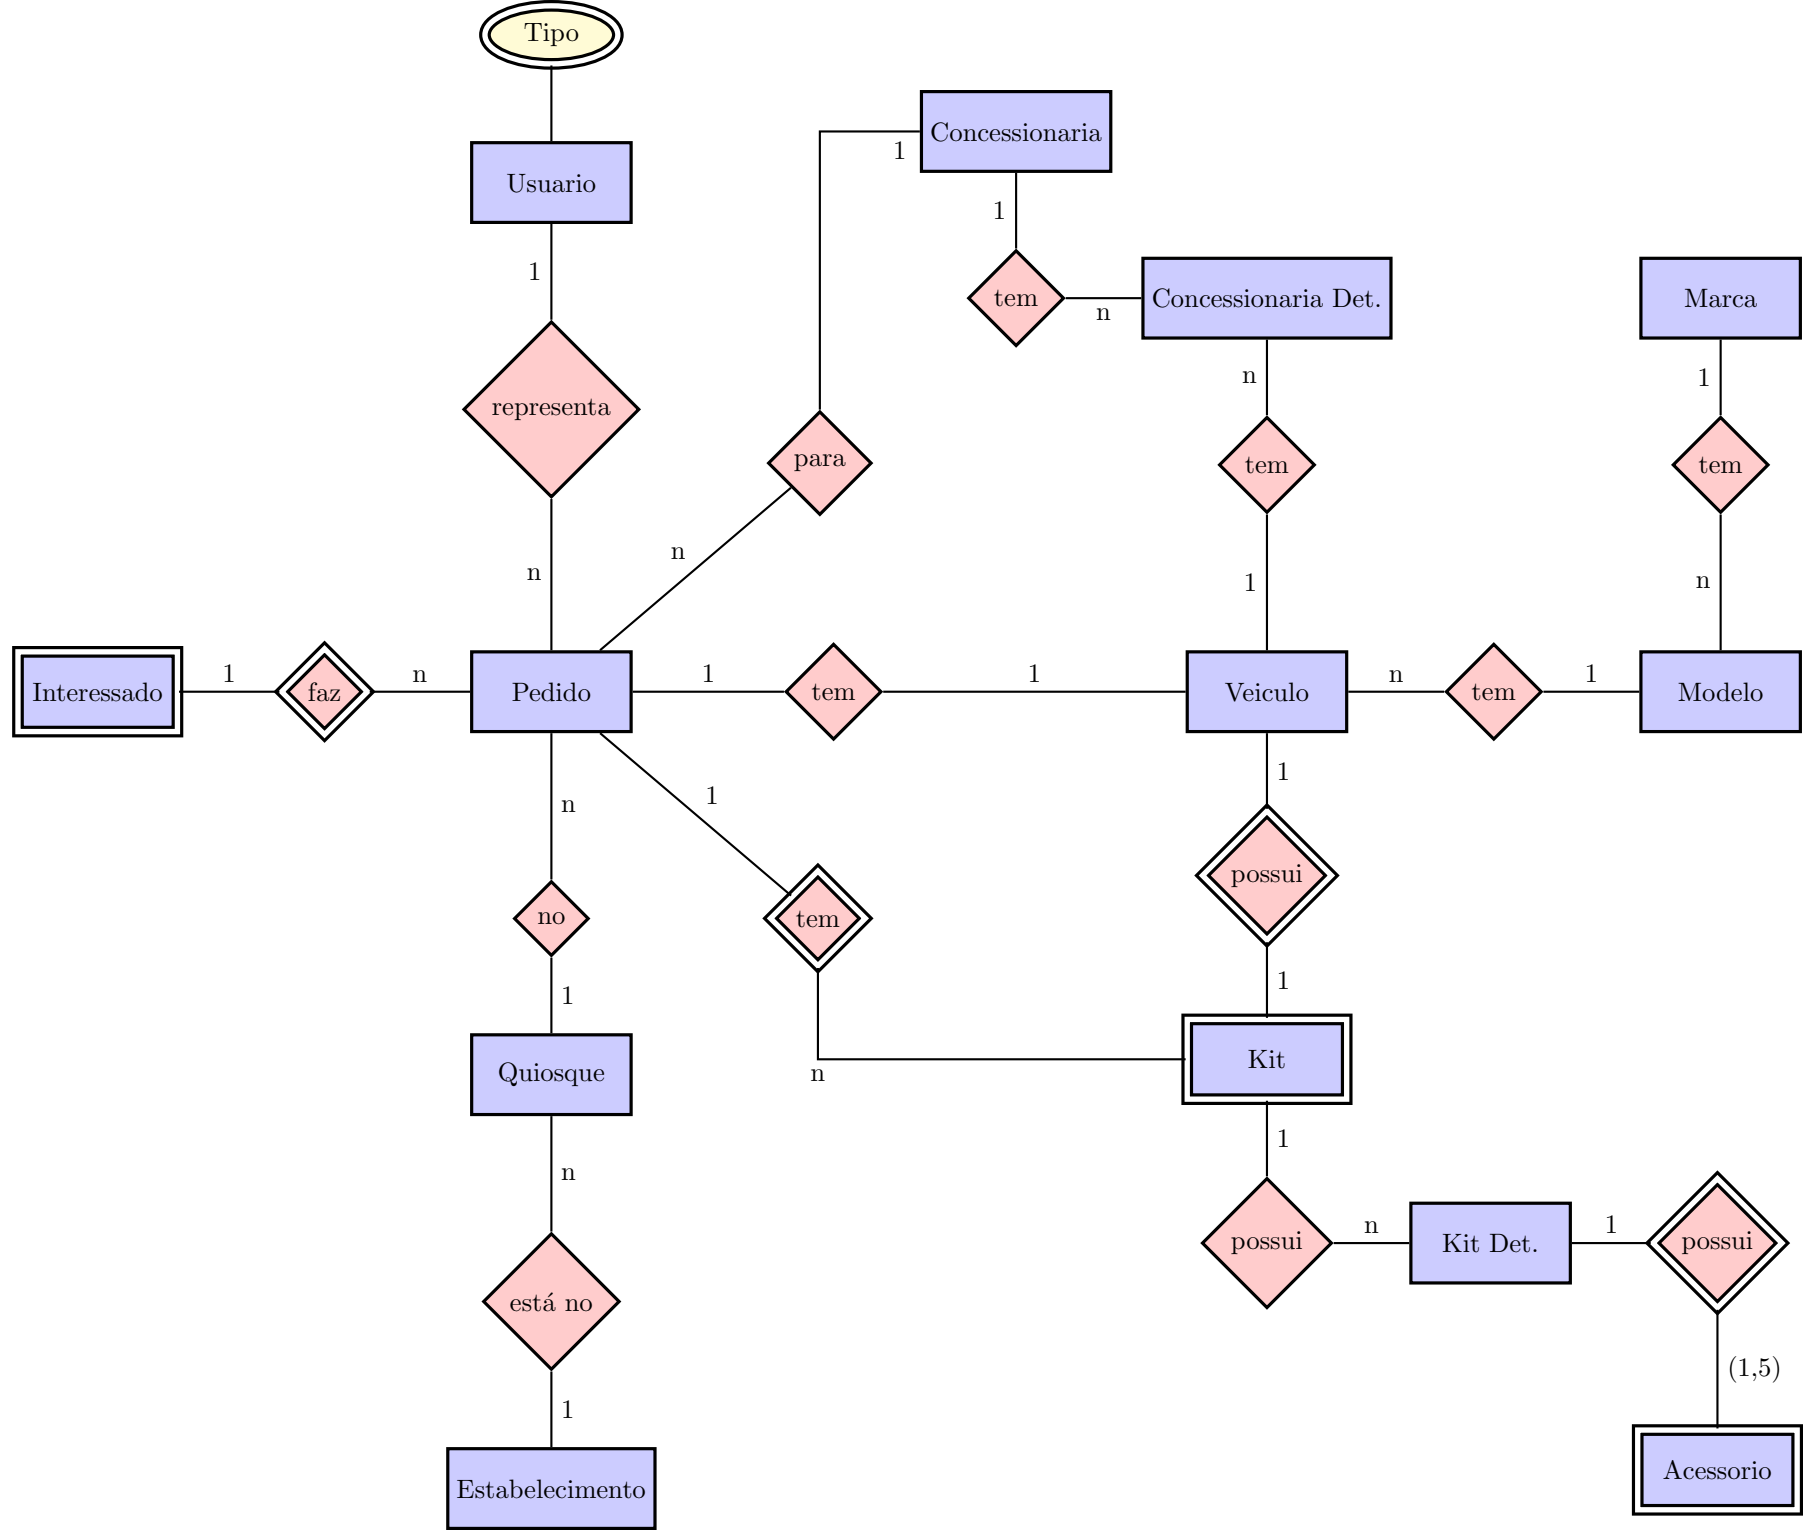 Tipo
Concessionaria
1
Usuario
1
1
tem
n
Concessionaria Det.
Marca
n
1
representa
para
tem
tem
n
n
1
n
Interessado
1
faz
n
Pedido
1
tem
1
Veiculo
n
tem
1
Modelo
1
n
1
possui
no
tem
1
1
Quiosque
n
Kit
1
n
possui
n
Kit Det.
1
possui
está no
(1,5)
1
Acessorio
Estabelecimento